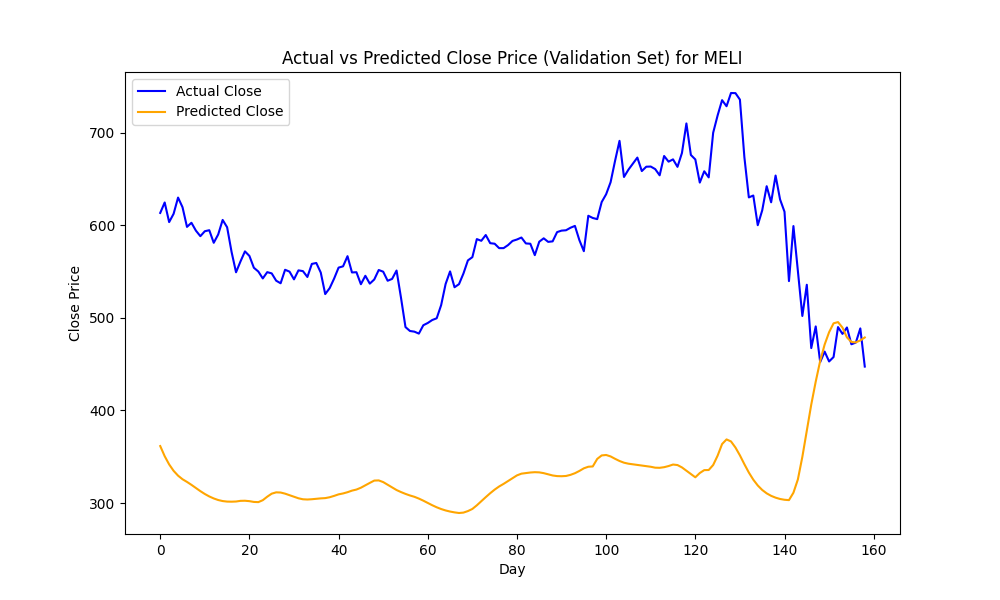 Actual vs Predicted Close Price (Validation Set) for MELI
Actual Close
Predicted Close
Close Price
700
600
500
400
300
0 20 40 60 80 100 120 140 160
Day